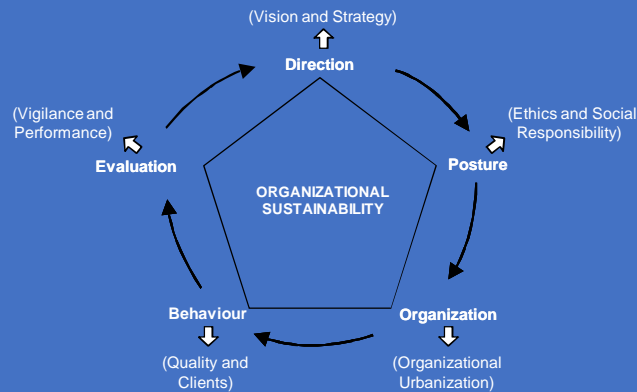 (Vision and Strategy)
Direction
(Vigilance and
Performance)
Evaluation
(Ethics and Social
Responsibility)
Posture
ORGANIZATIONAL
SUSTAINABILITY
Behaviour
(Quality and
Clients)
Organization
(Organizational
Urbanization)